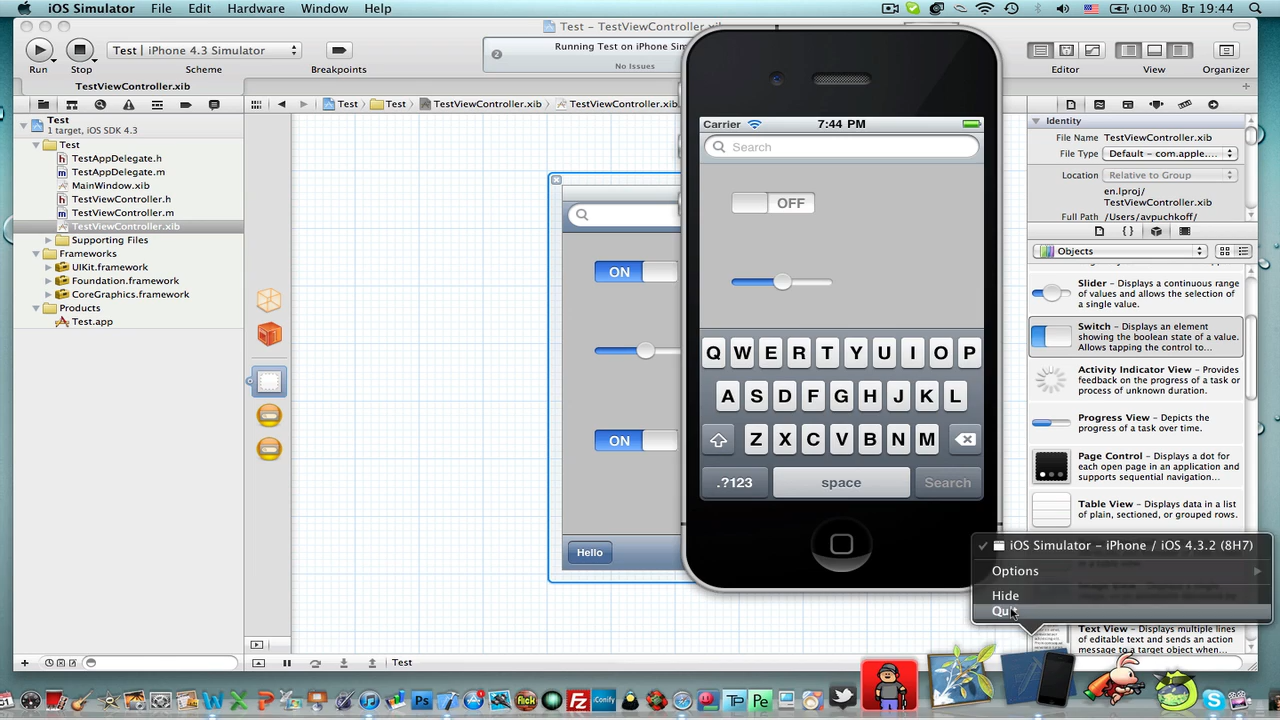 iOS Simulator File Edit Hardware Window Help
(100 %) Вт 19:44
Test – TestViewController.xib
Test | iPhone 4.3 Simulator
Running Test on iPhone Sim
2
No Issues
Run Stop Scheme Breakpoints
Editor View Organizer
TestViewController.xib
Test Test TestViewController.xib TestViewController.xib
Test
1 target, iOS SDK 4.3
Test
TestAppDelegate.h
TestAppDelegate.m
MainWindow.xib
TestViewController.h
TestViewController.m
TestViewController.xib
Supporting Files
Frameworks
UIKit.framework
Foundation.framework
CoreGraphics.framework
Products
Test.app
ON
ON
Hello
Carrier 7:44 PM
Search
OFF
Q W E R T Y U I O P
A S D F G H J K L
Z X C V B N M
.?123 space Search
Identity
File Name TestViewController.xib
File Type Default – com.apple....
Location Relative to Group
en.lproj/
TestViewController.xib
Full Path /Users/avpuchkoff/
Objects
Slider – Displays a continuous range
of values and allows the selection of
a single value.
Switch – Displays an element
showing the boolean state of a value.
Allows tapping the control to...
Activity Indicator View – Provides
feedback on the progress of a task or
process of unknown duration.
Progress View – Depicts the
progress of a task over time.
Page Control – Displays a dot for
each open page in an application and
supports sequential navigation...
Table View – Displays data in a list
of plain, sectioned, or grouped rows.
iOS Simulator – iPhone / iOS 4.3.2 (8H7)
Options
Hide
Quit
Text View – Displays multiple lines
of editable text and sends an action
message to a target object when...
Test